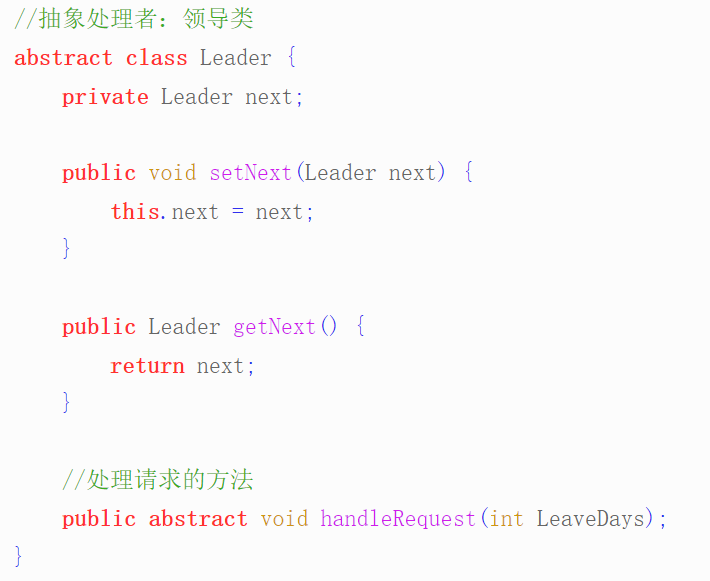 //抽象处理者：领导类
abstract class Leader {
    private Leader next;

    public void setNext(Leader next) {
        this.next = next;
    }

    public Leader getNext() {
        return next;
    }

    //处理请求的方法
    public abstract void handleRequest(int LeaveDays);
}